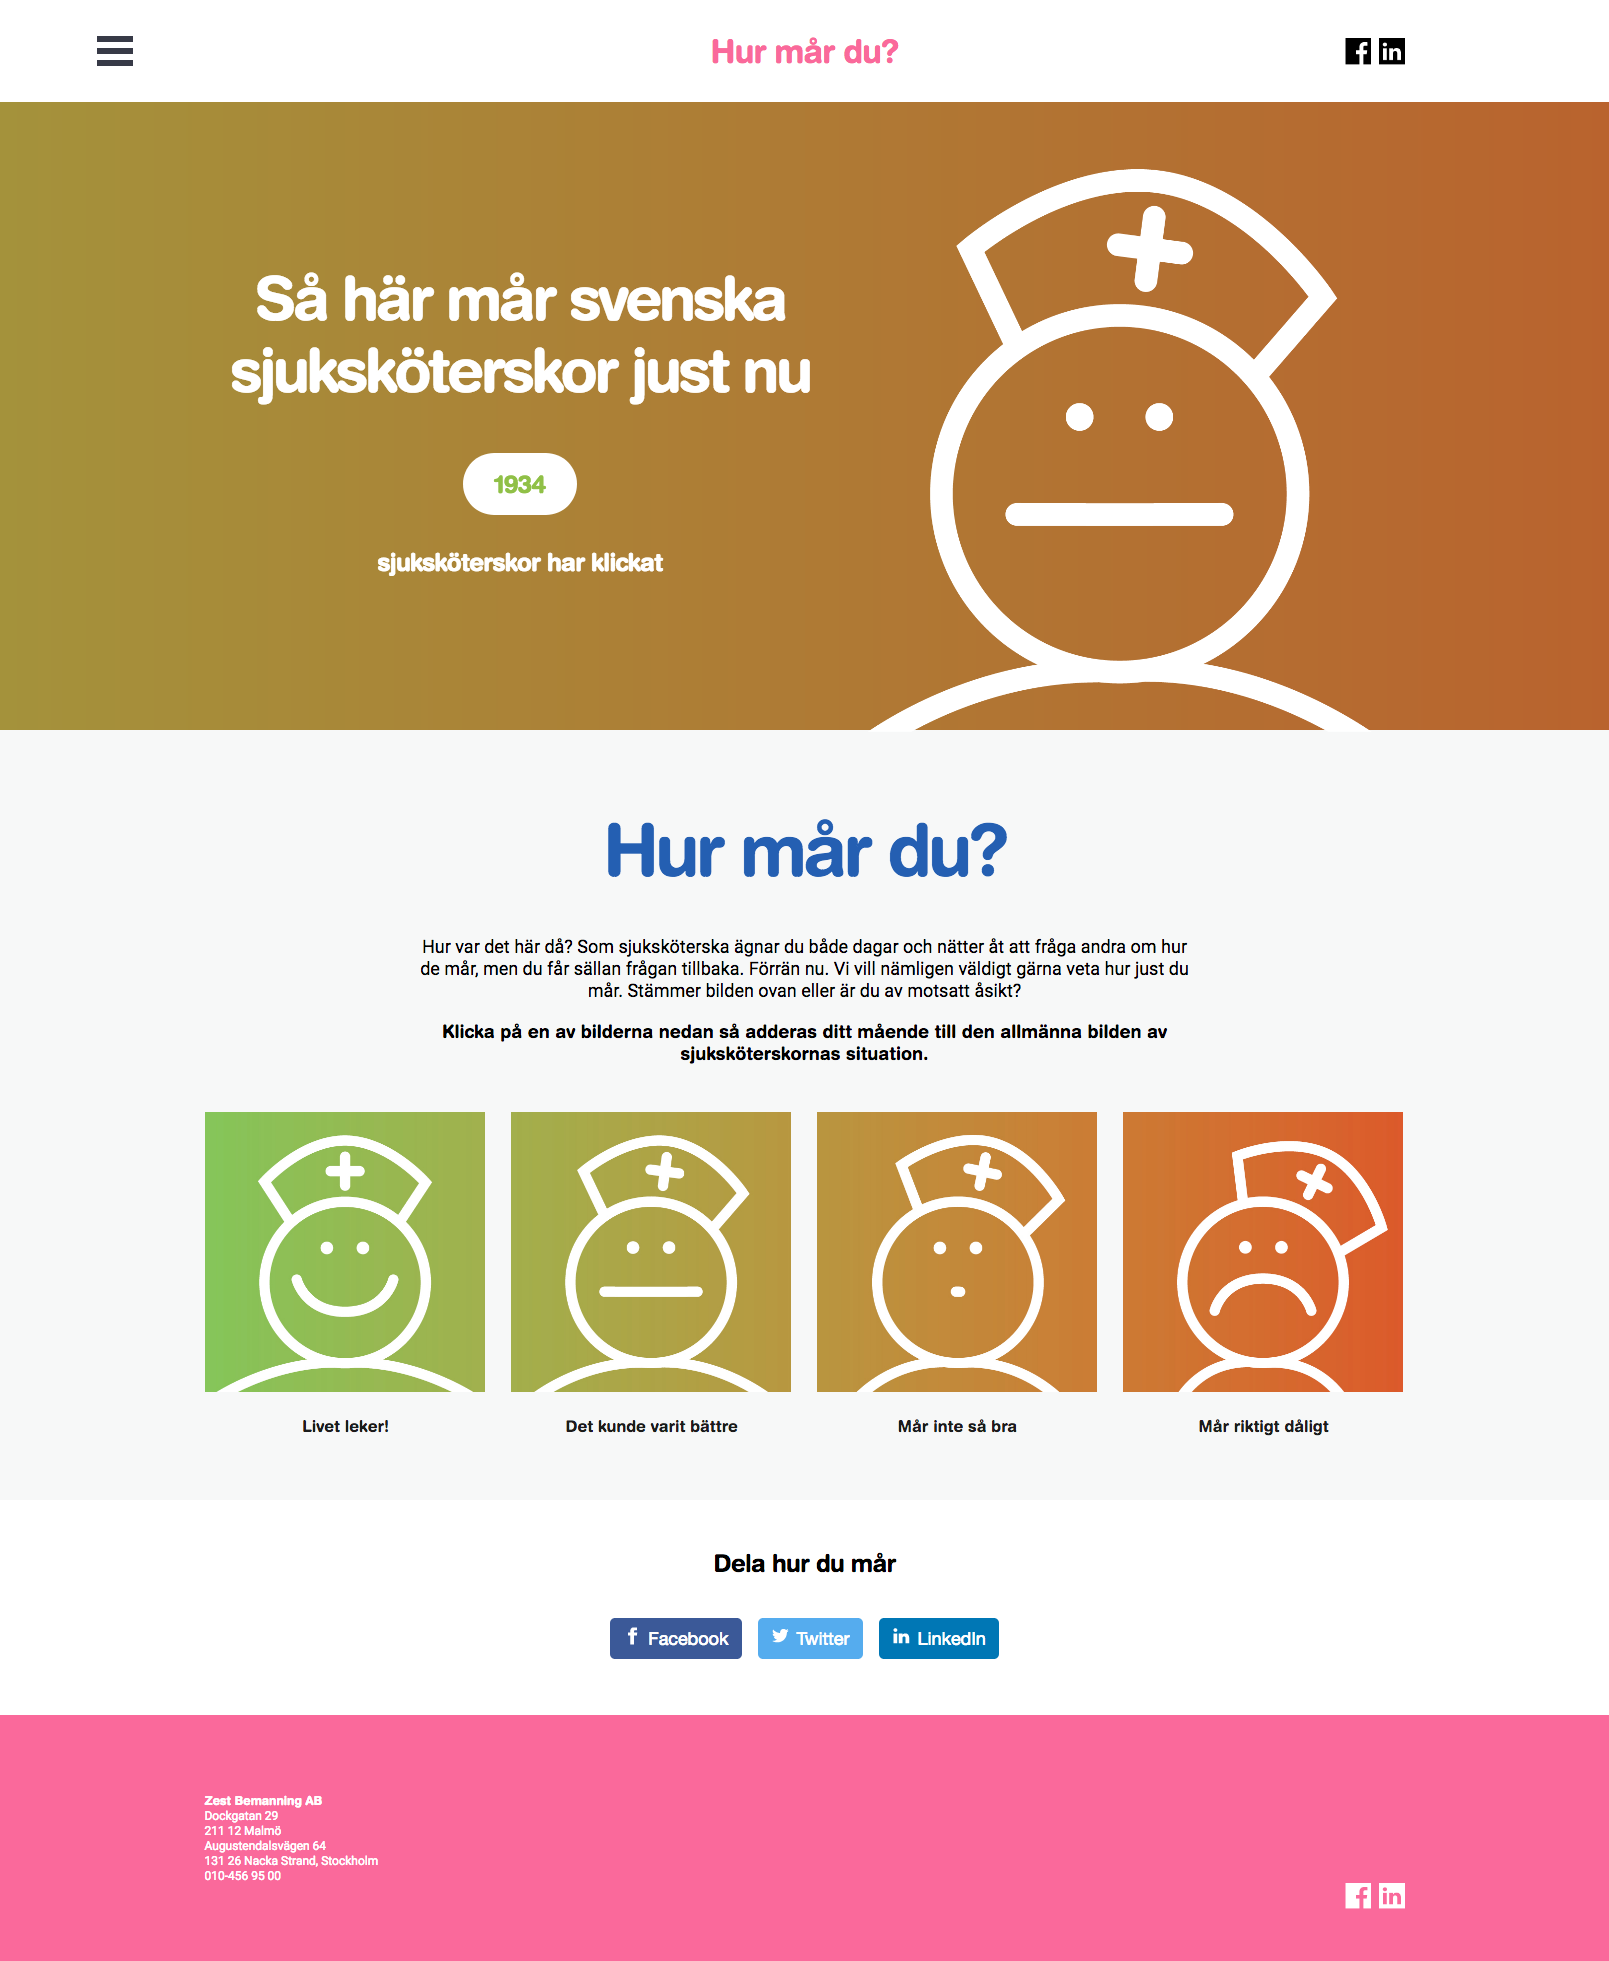 Hur mår du?
Så här mår svenska
sjuksköterskor just nu
1934
sjuksköterskor har klickat
Hur mår du?
Hur var det här då? Som sjuksköterska ägnar du både dagar och nätter åt att fråga andra om hur
de mår, men du får sällan frågan tillbaka. Förrän nu. Vi vill nämligen väldigt gärna veta hur just du
mår. Stämmer bilden ovan eller är du av motsatt åsikt?
Klicka på en av bilderna nedan så adderas ditt mående till den allmänna bilden av
sjuksköterskornas situation.
Livet leker!
Det kunde varit bättre
Mår inte så bra
Mår riktigt dåligt
Dela hur du mår
Facebook
Twitter
LinkedIn
Zest Bemanning AB
Dockgatan 29
211 12 Malmö
Augustendalsvägen 64
131 26 Nacka Strand, Stockholm
010-456 95 00